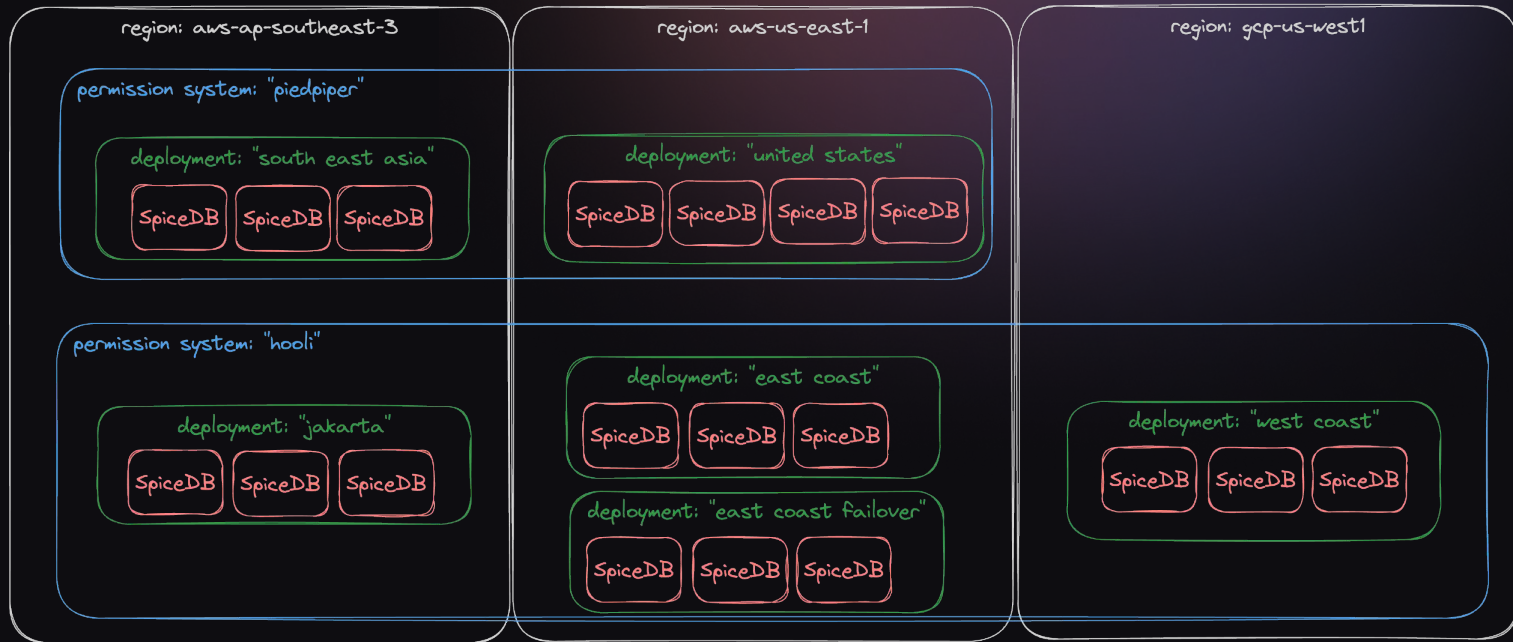 region: aws-ap-southeast-3
region: aws-us-east-1
region: gcp-us-west1
permission system: "piedpiper"
deployment: "south east asia"
SpiceDB
SpiceDB
SpiceDB
deployment: "united states"
SpiceDB
SpiceDB
SpiceDB
SpiceDB
permission system: "hooli"
deployment: "jakarta"
SpiceDB
SpiceDB
SpiceDB
deployment: "east coast"
SpiceDB
SpiceDB
SpiceDB
deployment: "east coast failover"
SpiceDB
SpiceDB
SpiceDB
deployment: "west coast"
SpiceDB
SpiceDB
SpiceDB